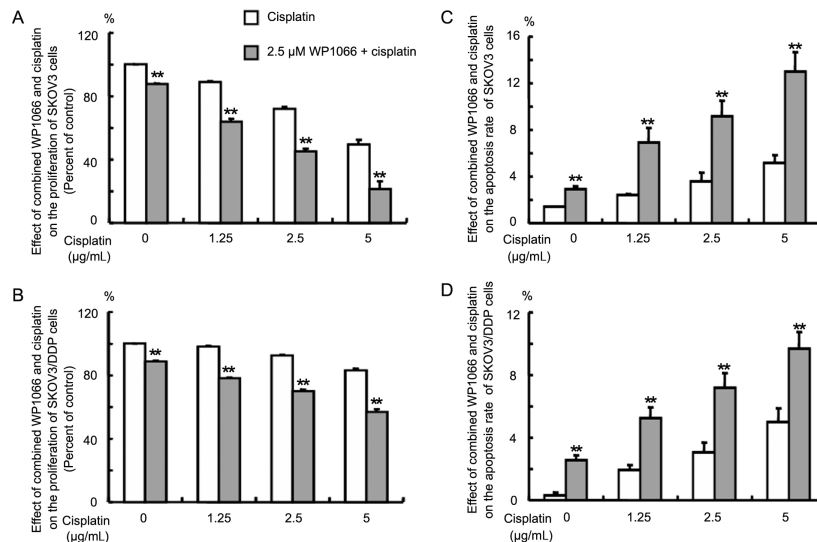 A
%
Effect of combined WP1066 and cisplatin
on the proliferation of SKOV3 cells
(Percent of control)
120
100
80
60
40
20
0
**
**
**
**
Cisplatin
(μg/mL)
0
1.25
2.5
5
Cisplatin
2.5 μM WP1066 + cisplatin
C
%
Effect of combined WP1066 and cisplatin
on the apoptosis rate of SKOV3 cells
16
12
8
4
0
**
**
**
**
Cisplatin
(μg/mL)
0
1.25
2.5
5
B
%
Effect of combined WP1066 and cisplatin
on the proliferation of SKOV3/DDP cells
(Percent of control)
120
80
40
0
**
**
**
**
Cisplatin
(μg/mL)
0
1.25
2.5
5
D
%
Effect of combined WP1066 and cisplatin
on the apoptosis rate of SKOV3/DDP cells
12
8
4
0
**
**
**
**
Cisplatin
(μg/mL)
0
1.25
2.5
5